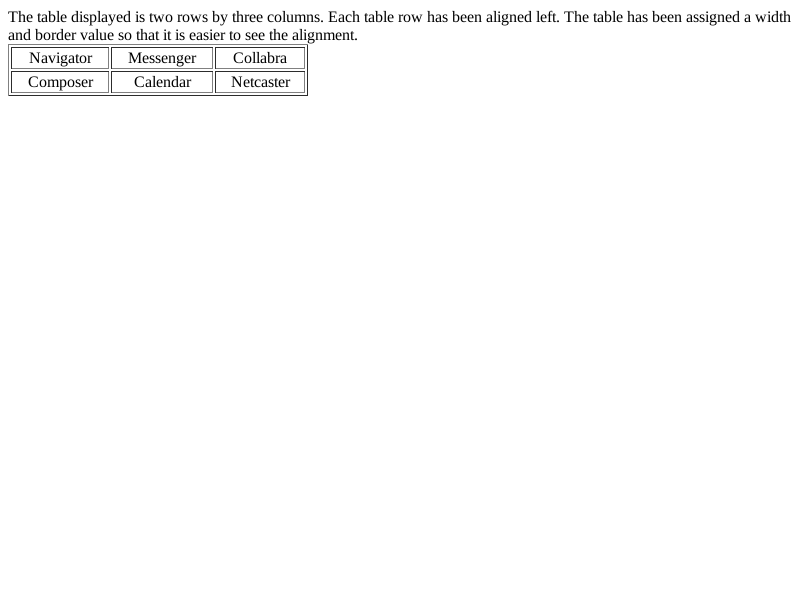 The table displayed is two rows by three columns. Each table row has been aligned left. The table has been assigned a width
and border value so that it is easier to see the alignment.
Navigator Messenger Collabra
Composer Calendar Netcaster